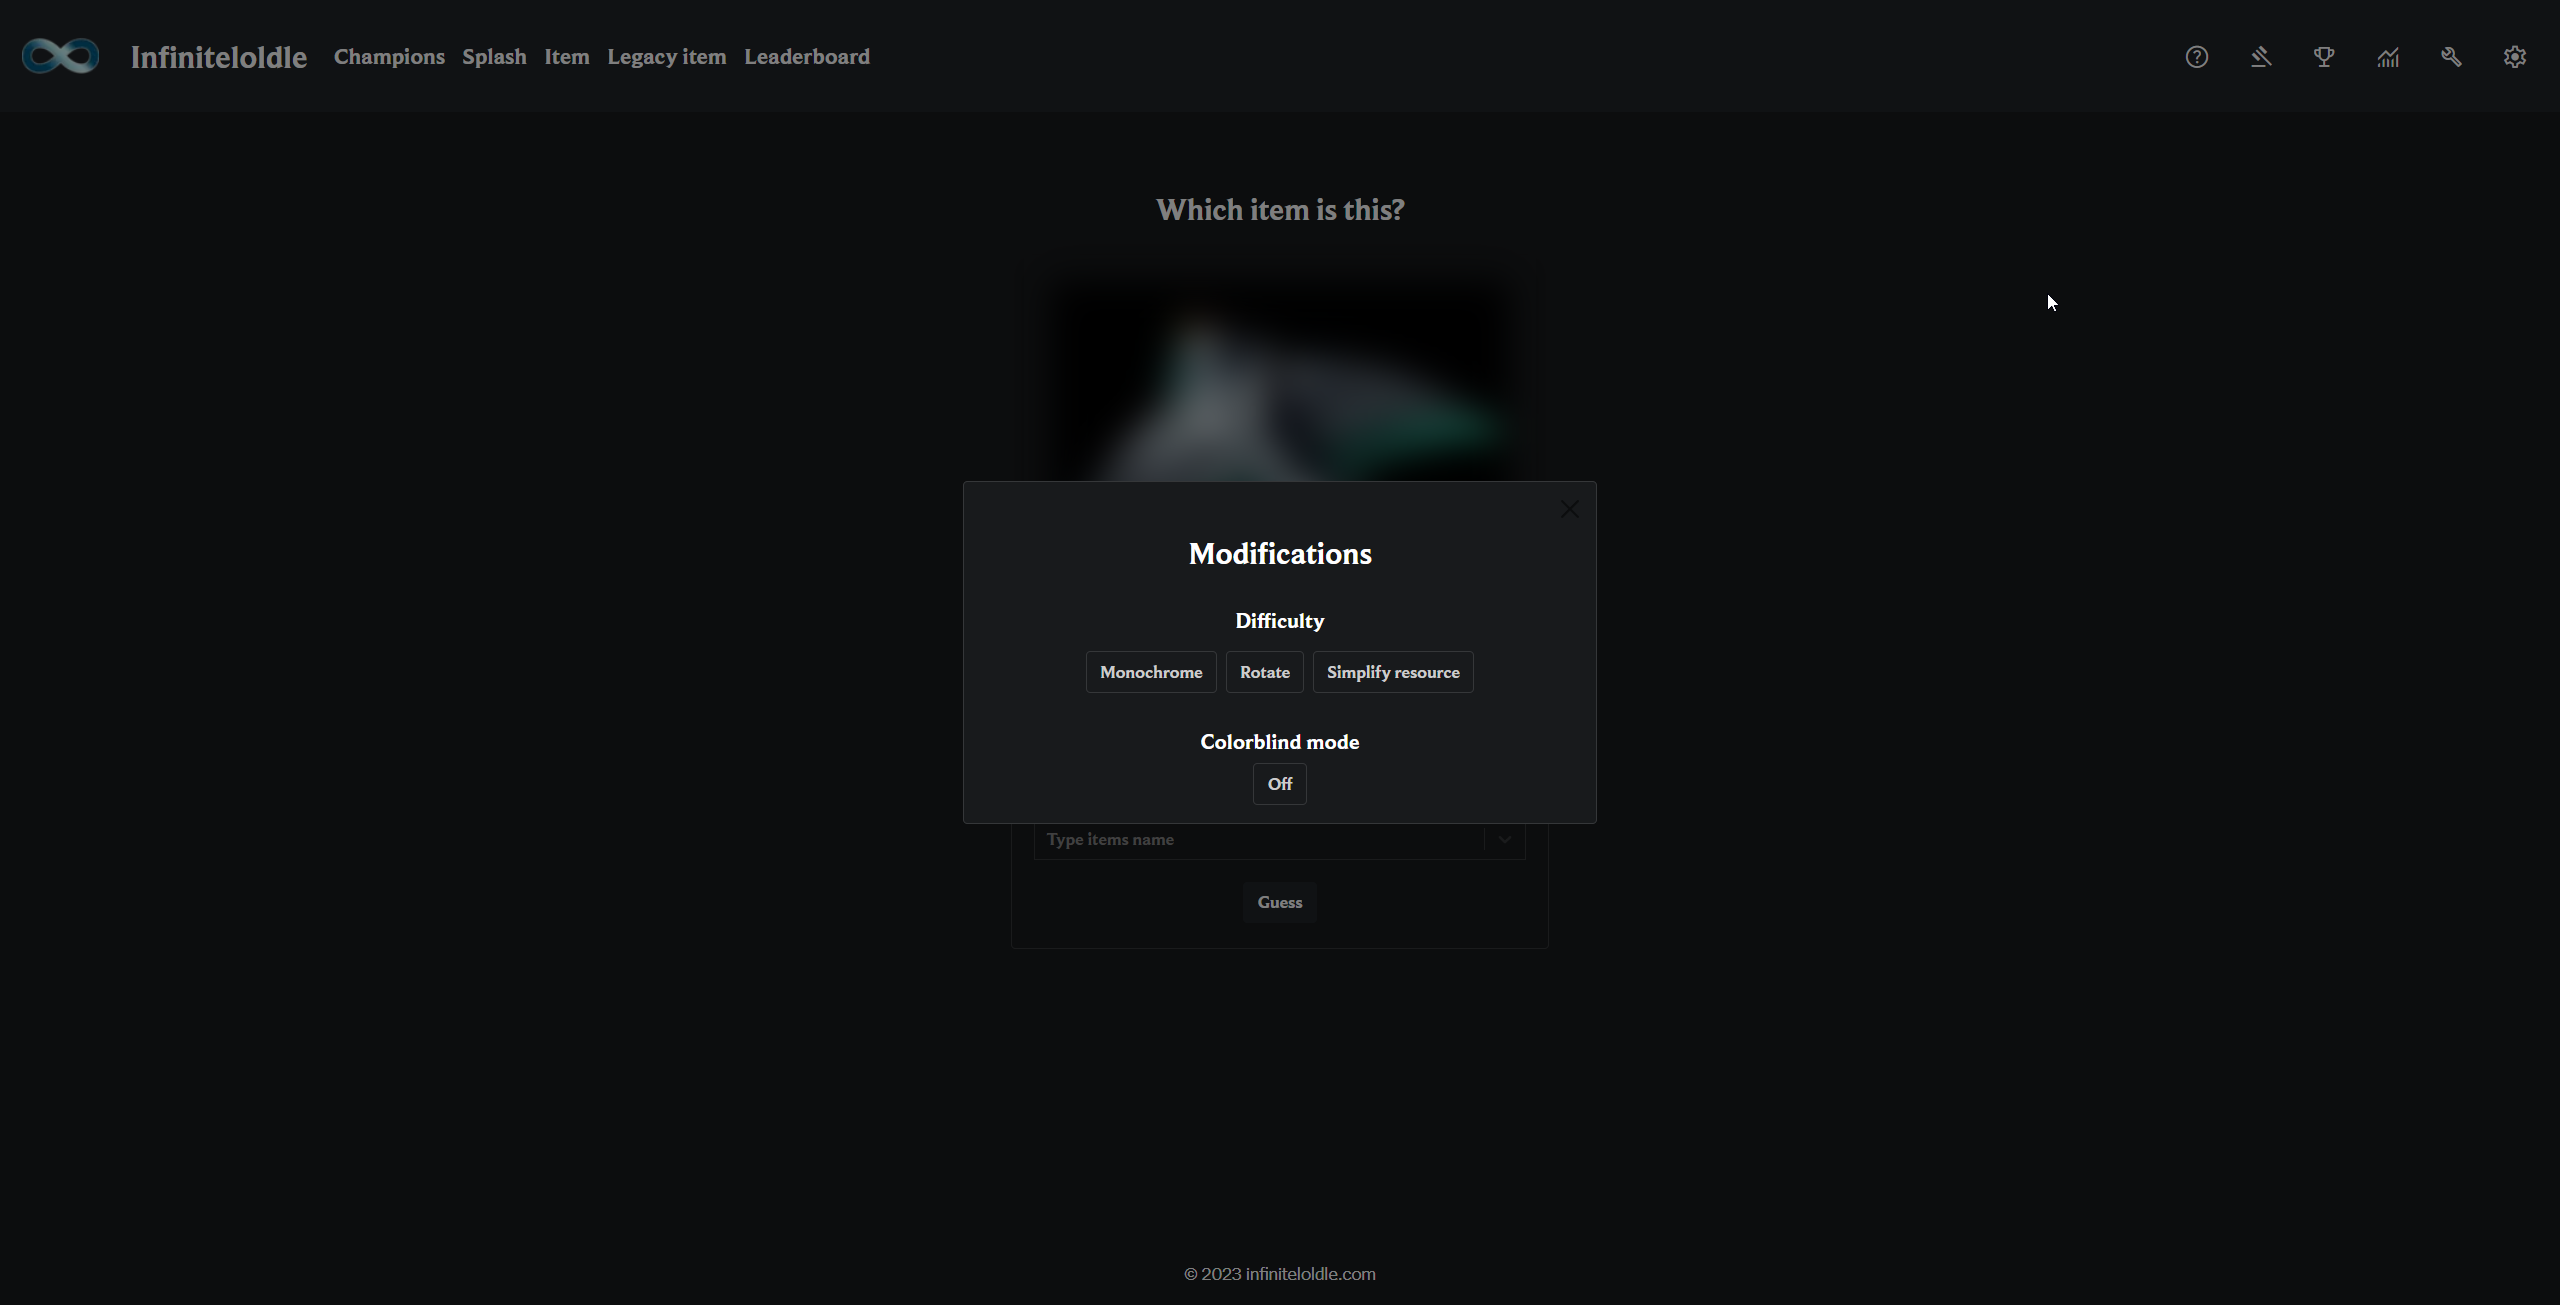 Infiniteloldle Champions Splash Item Legacy item Leaderboard
Which item is this?
Modifications
Difficulty
Monochrome Rotate Simplify resource
Colorblind mode
Off
Type items name
Guess
© 2023 infiniteloldle.com